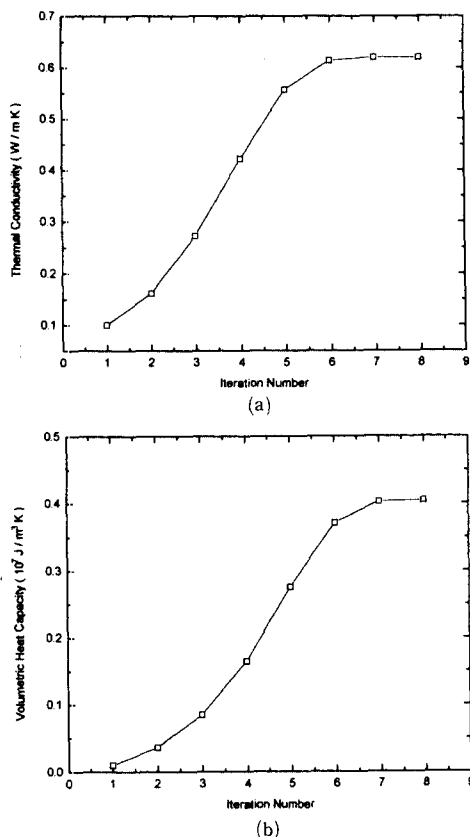 0.7
0.6
0.5
0.4
0.3
0.2
0.1
Thermal Conductivity ( W / m K )
0 1 2 3 4 5 6 7 8 9
Iteration Number
(a)
0.5
0.4
0.3
0.2
0.1
0.0
Volumetric Heat Capacity ( 10⁷ J / m³ K )
0 1 2 3 4 5 6 7 8 9
Iteration Number
(b)